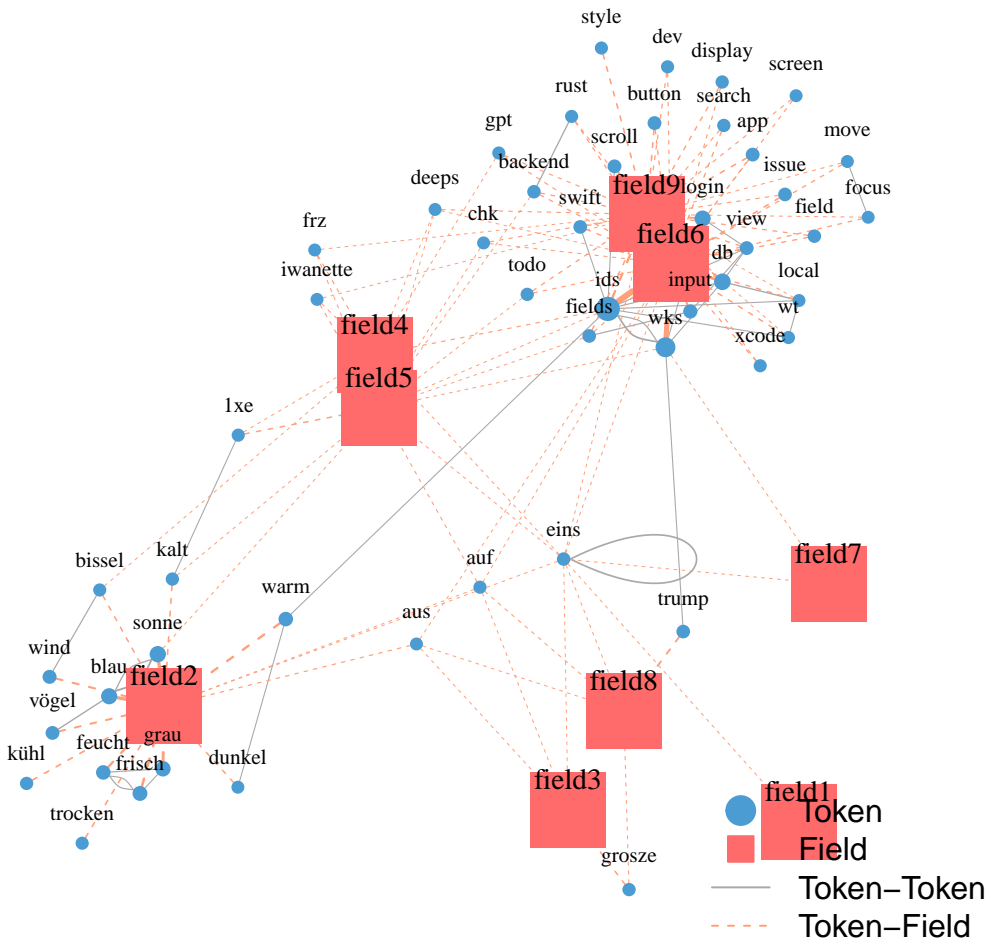 style
dev
display
screen
rust
button
search
gpt
scroll
app
move
backend
issue
deeps
field9
login
focus
swift
field
frz
chk
view
field6
db
iwanette
todo
ids
input
local
fields
wt
field4
wks
xcode
field5
1xe
eins
bissel
kalt
auf
field7
warm
trump
aus
sonne
wind
blau
field2
field8
vögel
feucht
grau
kühl
frisch
dunkel
field3
field1
trocken
grosze
Token
Field
Token–Token
Token–Field